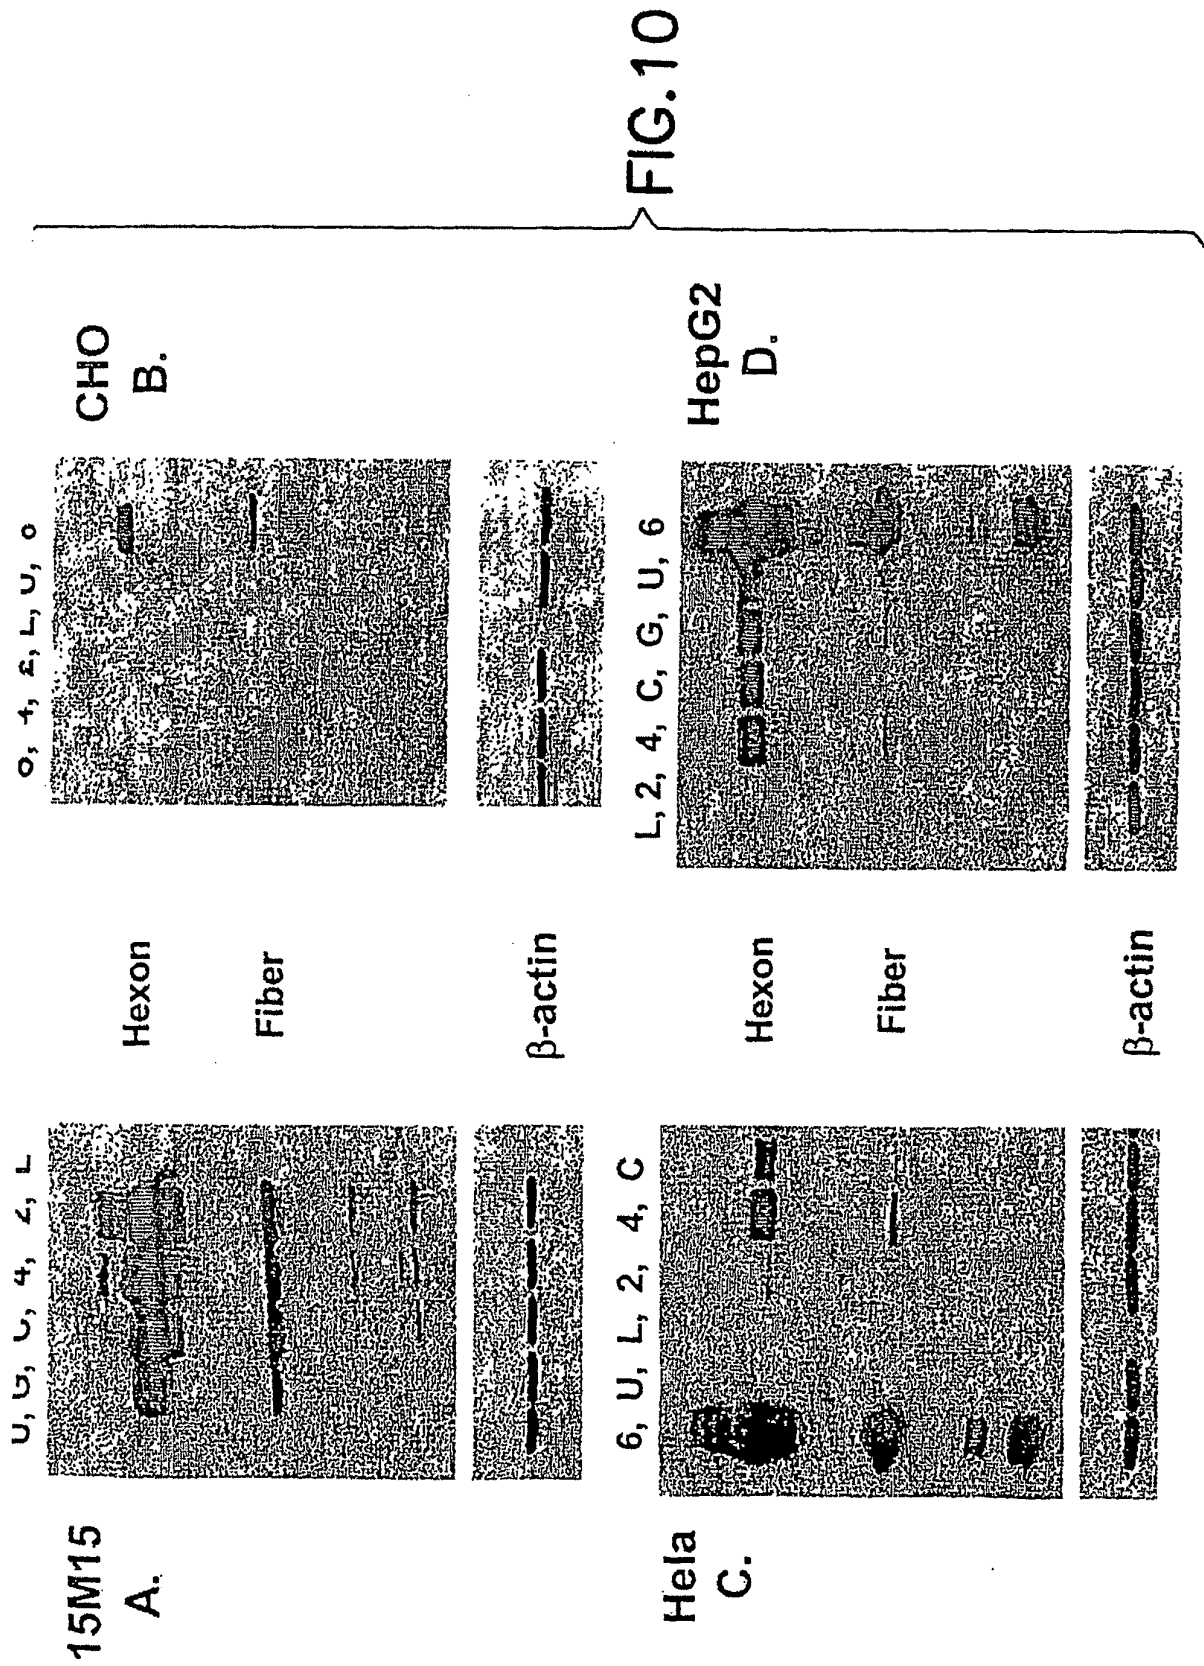 15M15
A.
Hexon
Fiber
β-actin
CHO
B.
Hela
C.
6, U, L, 2, 4, C
Hexon
Fiber
β-actin
L, 2, 4, C, G, U, 6
HepG2
D.
FIG. 10